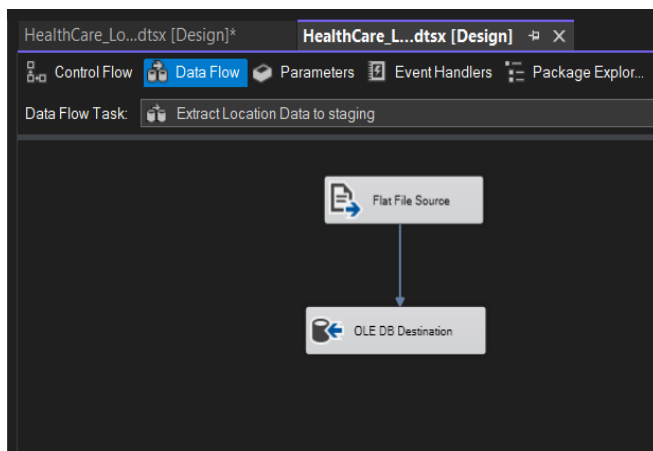 HealthCare_Lo...dtsx [Design]* HealthCare_L...dtsx [Design]
Control Flow Data Flow Parameters Event Handlers Package Explor...
Data Flow Task: Extract Location Data to staging
Flat File Source
OLE DB Destination